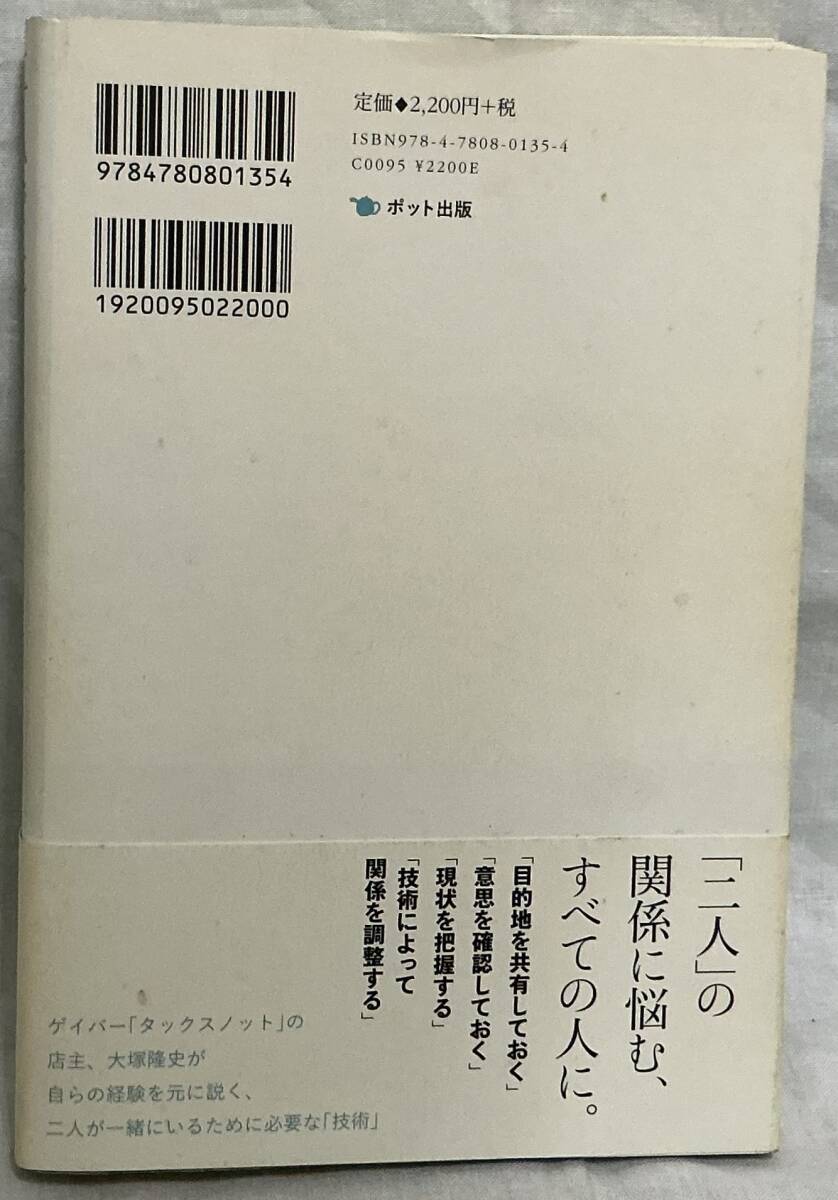 9784780801354
定価◆2,200円+税
ISBN978-4-7808-0135-4
C0095 ¥2200E
ポット出版
1920095022000
「二人」の
関係に悩む、
すべての人に。
「目的地を共有しておく」
「意思を確認しておく」
「現状を把握する」
「技術によって
関係を調整する」
ゲイバー「タックスノット」の
店主、大塚隆史が
自らの経験を元に説く、
二人が一緒にいるために必要な「技術」